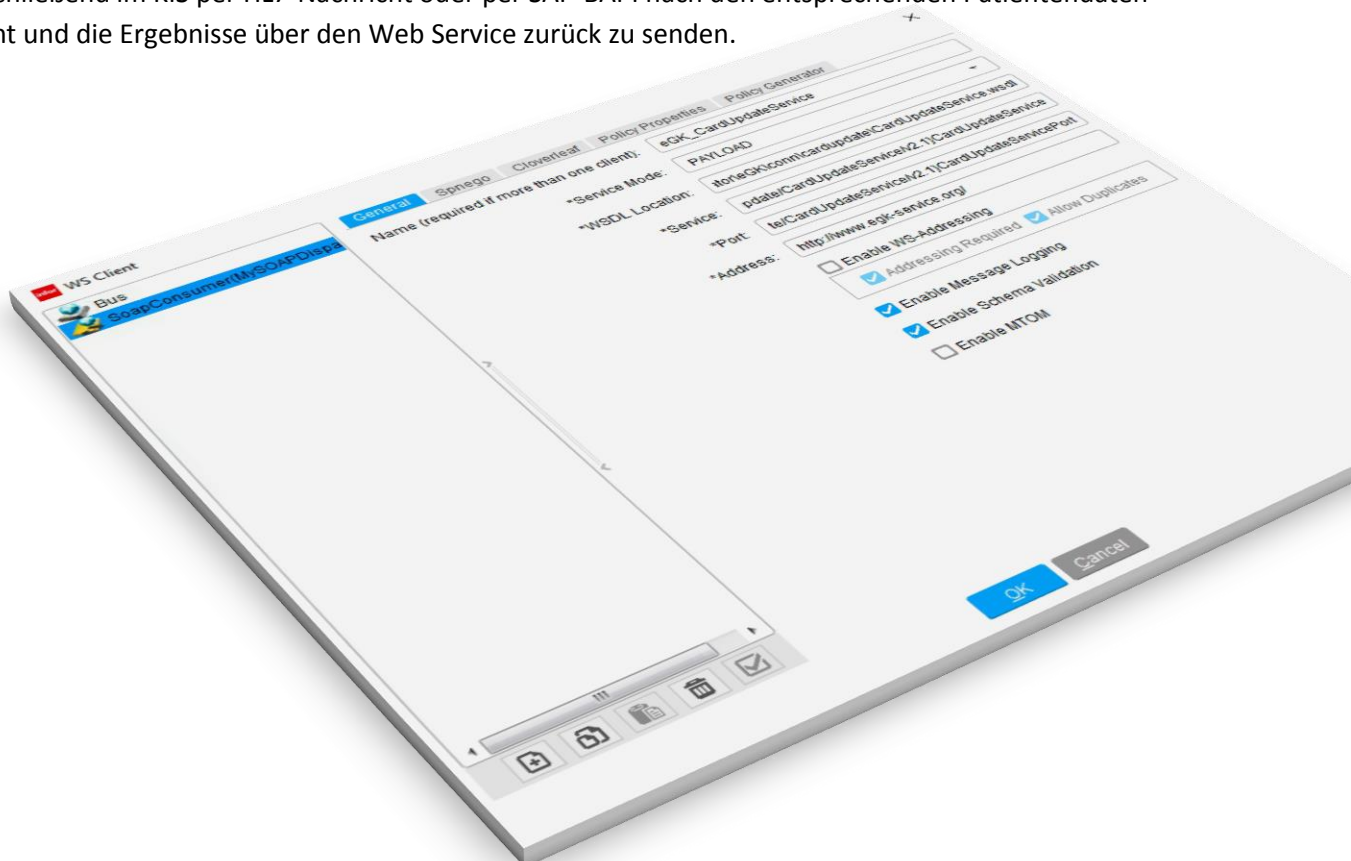 im KIS per HL7 Nachricht oder per SAP BAPI nach den entsprechenden Patientendaten
und die Ergebnisse über den Web Service zurück zu senden.
WS Client
Bus
SoapConsumer(MySOAPDispa
General Spnego Cloverleaf Policy Properties Policy Generator
Name (required if more than one client): eGK_CardUpdateService
*Service Mode: PAYLOAD
*WSDL Location: itor\eGK\conn\cardupdate\CardUpdateService.wsdl
*Service: pdate/CardUpdateService/v2.1}CardUpdateService
*Port: te/CardUpdateService/v2.1}CardUpdateServicePort
*Address: http://www.egk-service.org/
Enable WS-Addressing
Addressing Required Allow Duplicates
Enable Message Logging
Enable Schema Validation
Enable MTOM
OK Cancel